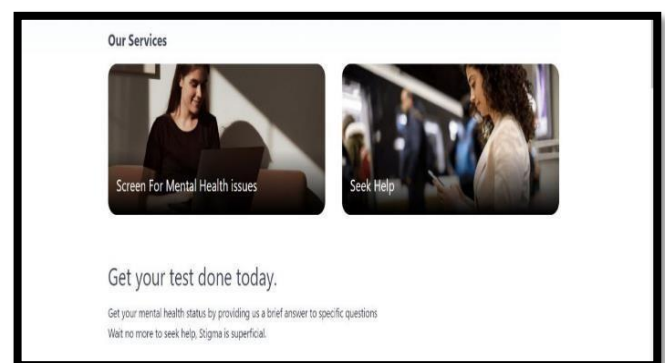 Our Services
Screen For Mental Health issues
Seek Help
Get your test done today.
Get your mental health status by providing us a brief answer to specific questions
Wait no more to seek help, Stigma is superficial.